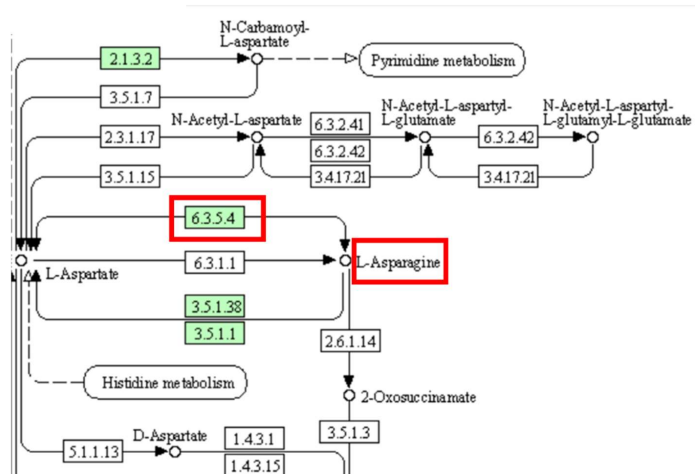 N-Carbamoyl-
L-aspartate
2.1.3.2
Pyrimidine metabolism
3.5.1.7
N-Acetyl-L-aspartate
6.3.2.41
N-Acetyl-L-aspartyl-
L-glutamate
N-Acetyl-L-aspartyl-
L-glutamyl-L-glutamate
2.3.1.17
6.3.2.42
6.3.2.42
3.5.1.15
3.4.17.21
3.4.17.21
6.3.5.4
L-Aspartate
6.3.1.1
L-Asparagine
3.5.1.38
3.5.1.1
2.6.1.14
Histidine metabolism
2-Oxosuccinamate
D-Aspartate
5.1.1.13
1.4.3.1
3.5.1.3
1.4.3.15